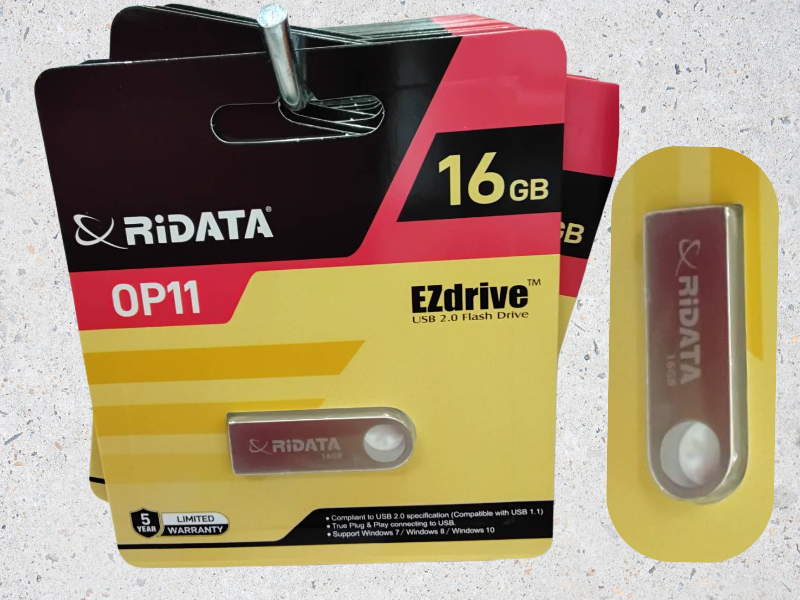 16 GB
GB
RiDATA®
OP11
EZdrive™
USB 2.0 Flash Drive
RiDATA
16GB
5
YEAR
LIMITED
WARRANTY
• Compliant to USB 2.0 specification (Compatible with USB 1.1)
• True Plug & Play connecting to USB.
• Support Windows 7 / Windows 8 / Windows 10
RiDATA
16GB